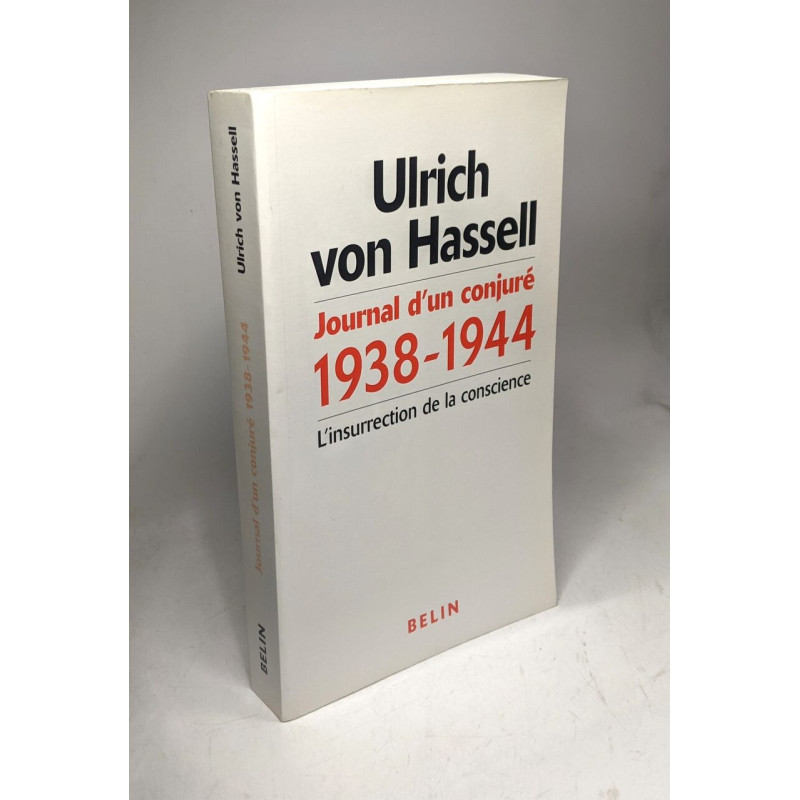 Ulrich
von Hassell
Journal d'un conjuré
1938-1944
L'insurrection de la conscience
BELIN
Ulrich von Hassell
Journal d'un conjuré 1938-1944
BELIN